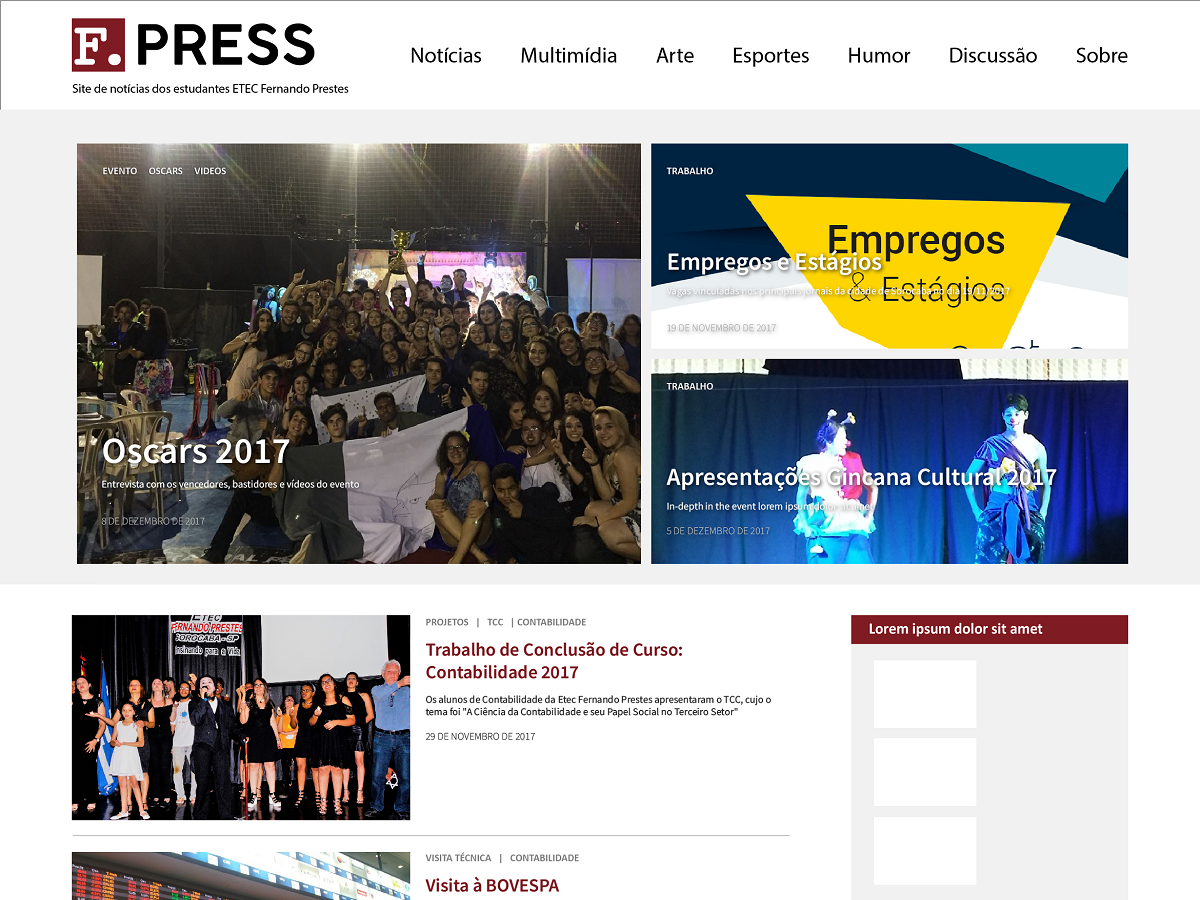 F. PRESS
Site de notícias dos estudantes ETEC Fernando Prestes
Notícias Multimídia Arte Esportes Humor Discussão Sobre
EVENTO OSCARS VIDEOS
Oscars 2017
Entrevista com os vencedores, bastidores e vídeos do evento
8 DE DEZEMBRO DE 2017
TRABALHO
Empregos
& Estágios
Empregos e Estágios
Vagas vinculadas nos principais jornais da cidade de Sorocaba no dia 19/11/2017
19 DE NOVEMBRO DE 2017
TRABALHO
Apresentações Gincana Cultural 2017
In-depth in the event lorem ipsum dolor sit amet
5 DE DEZEMBRO DE 2017
ETEC
FERNANDO PRESTES
SOROCABA - SP
Ensinando para a Vida
PROJETOS | TCC | CONTABILIDADE
Trabalho de Conclusão de Curso:
Contabilidade 2017
Os alunos de Contabilidade da Etec Fernando Prestes apresentaram o TCC, cujo o
tema foi "A Ciência da Contabilidade e seu Papel Social no Terceiro Setor"
29 DE NOVEMBRO DE 2017
Lorem ipsum dolor sit amet
VISITA TÉCNICA | CONTABILIDADE
Visita à BOVESPA